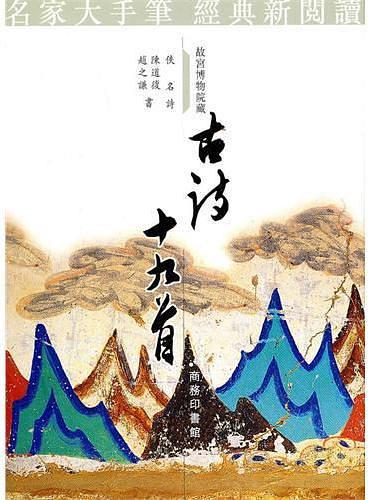 名家大手筆 經典新閱讀
故宮博物院藏
佚名詩
陳道復
趙之謙 書
古诗
十九首
·商務印書館